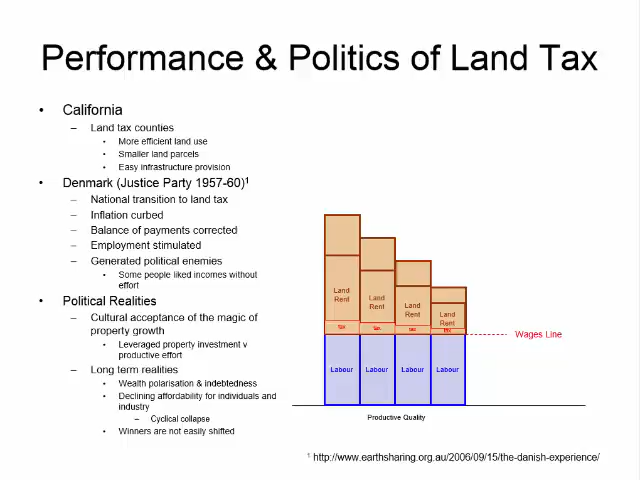 Performance & Politics of Land Tax
• California
– Land tax counties
• More efficient land use
• Smaller land parcels
• Easy infrastructure provision
• Denmark (Justice Party 1957-60)¹
– National transition to land tax
– Inflation curbed
– Balance of payments corrected
– Employment stimulated
– Generated political enemies
• Some people liked incomes without
effort
• Political Realities
– Cultural acceptance of the magic of
property growth
• Leveraged property investment v
productive effort
– Long term realities
• Wealth polarisation & indebtedness
• Declining affordability for individuals and
industry
– Cyclical collapse
• Winners are not easily shifted
Land
Rent
Land
Rent
Land
Rent
Land
Rent
tax
tax
tax
tax
Wages Line
Labour
Labour
Labour
Labour
Productive Quality
¹ http://www.earthsharing.org.au/2006/09/15/the-danish-experience/